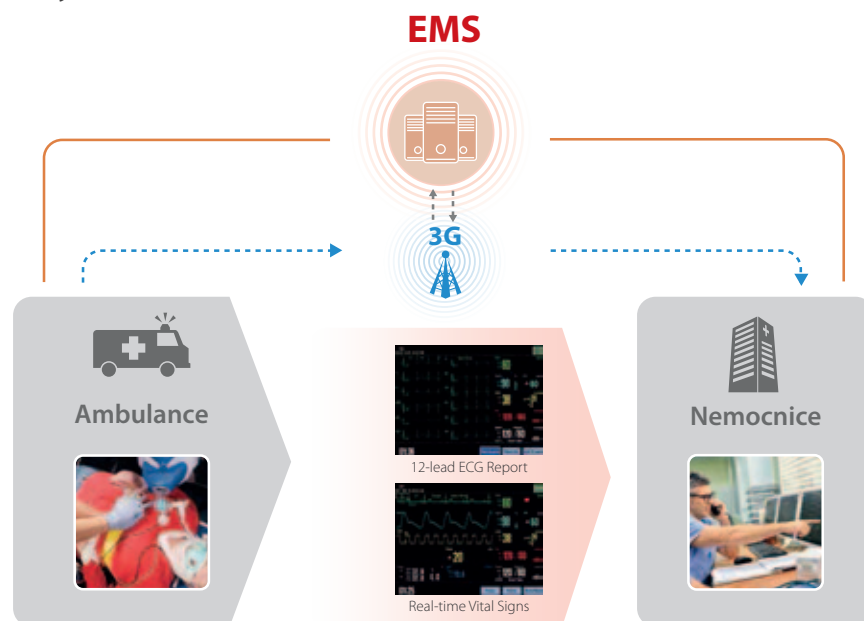 EMS
3G
Ambulance
Nemocnice
12-lead ECG Report
Real-time Vital Signs